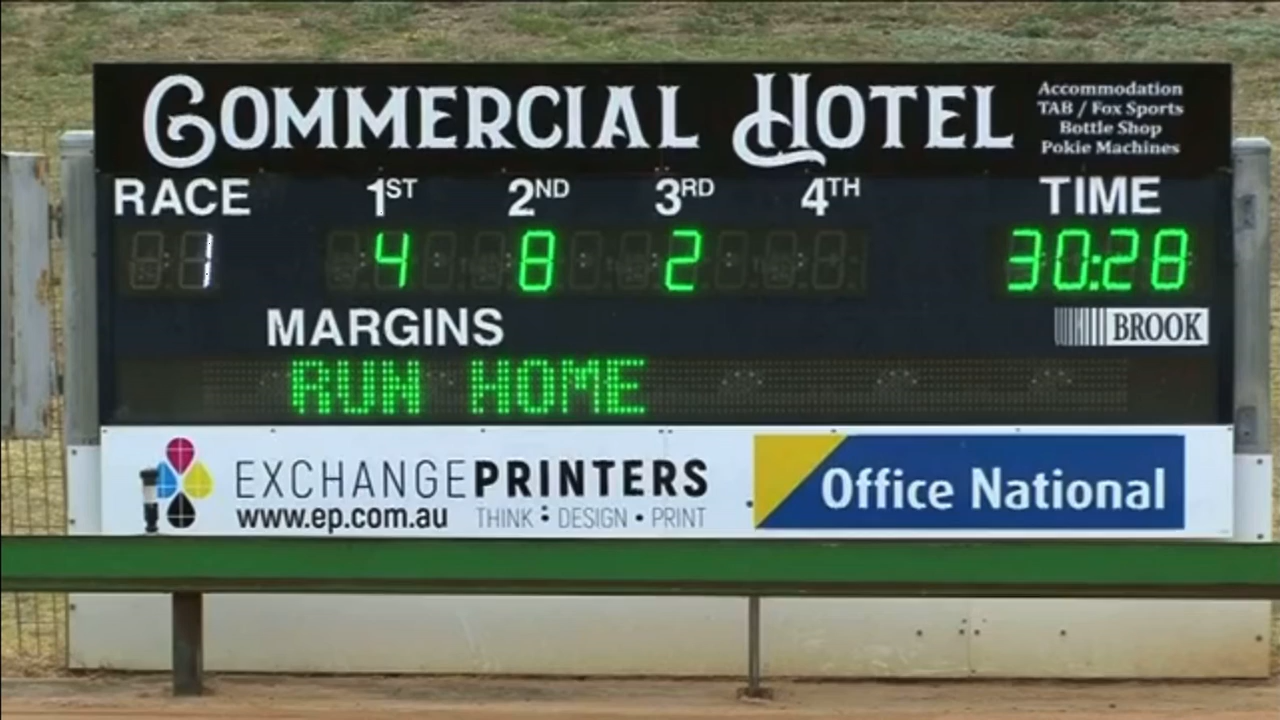 COMMERCIAL HOTEL
Accommodation
TAB / Fox Sports
Bottle Shop
Pokie Machines
RACE 1ST 2ND 3RD 4TH TIME
1 4 8 2 30:28
MARGINS
BROOK
RUN HOME
EXCHANGEPRINTERS
www.ep.com.au THINK • DESIGN • PRINT
Office National